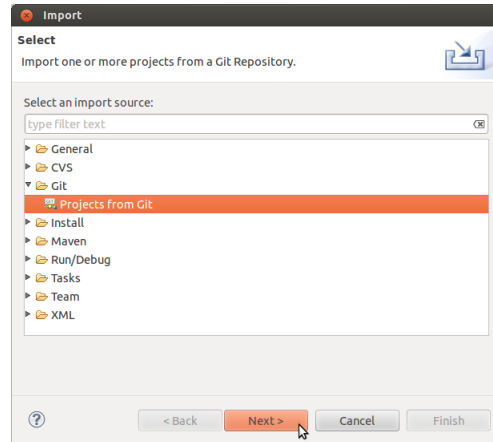 Import
Select
Import one or more projects from a Git Repository.
Select an import source:
type filter text
General
CVS
Git
Projects from Git
Install
Maven
Run/Debug
Tasks
Team
XML
?
< Back
Next >
Cancel
Finish